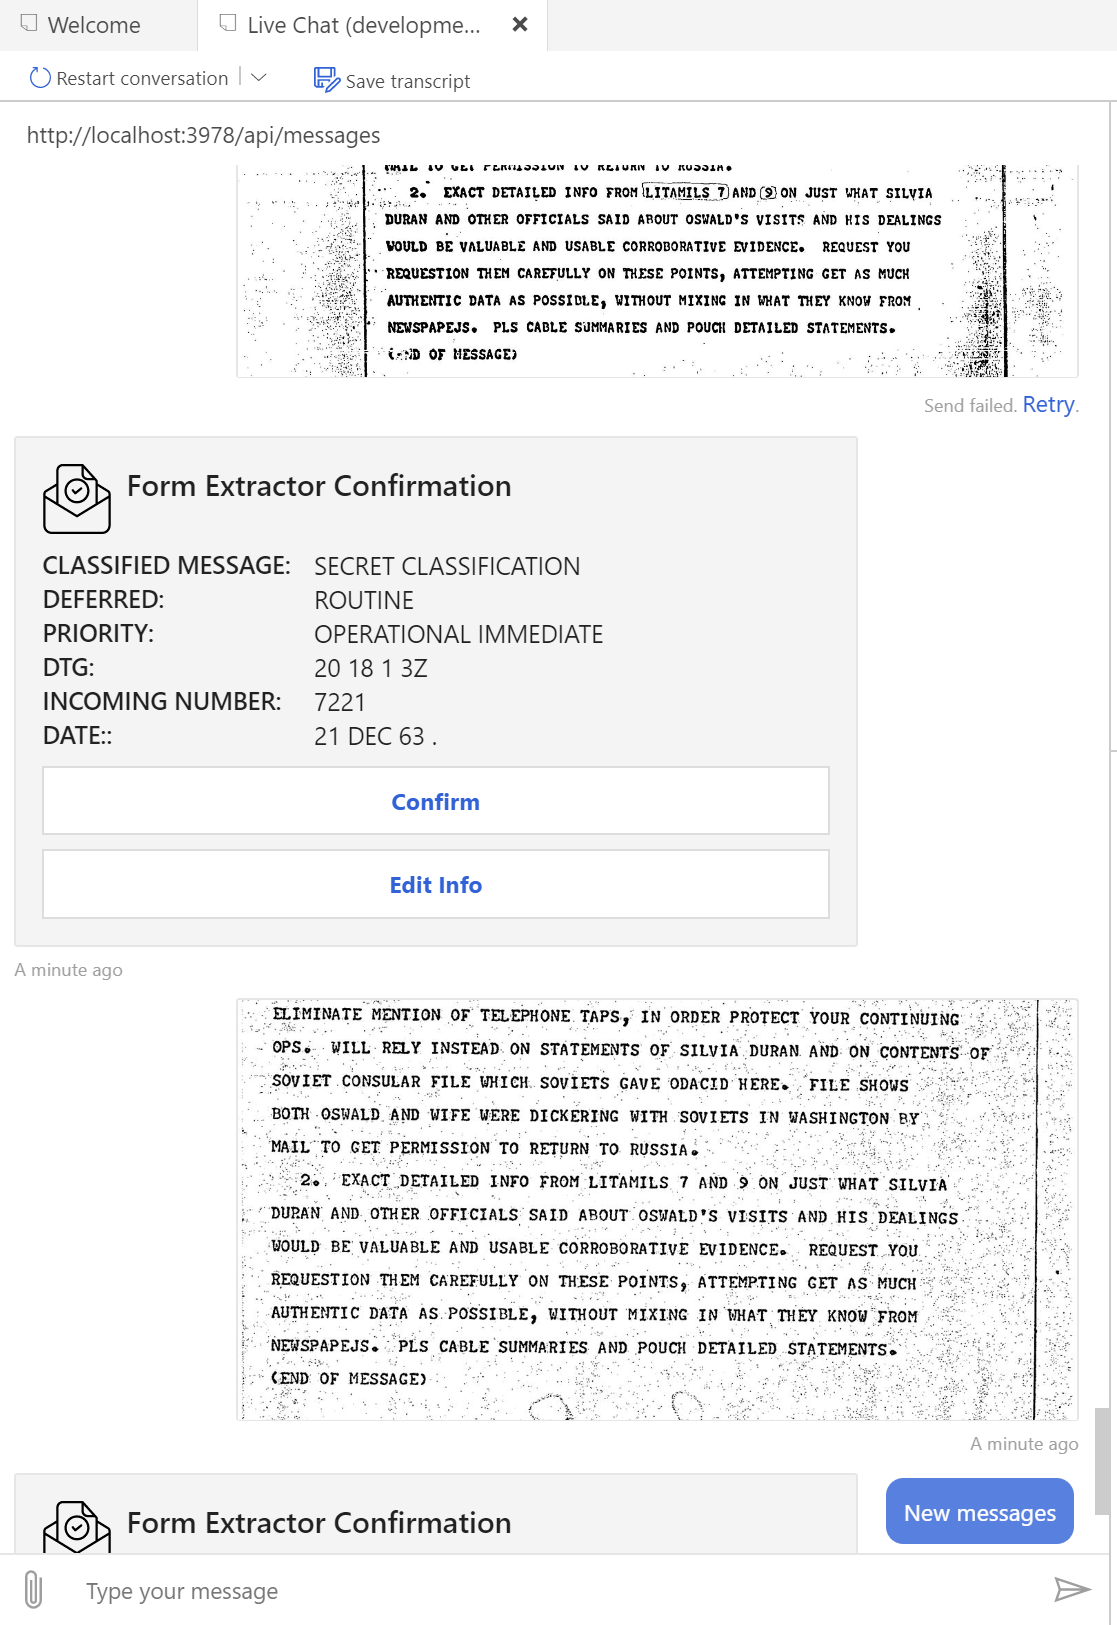 Welcome
Live Chat (developme...
Restart conversation
Save transcript
http://localhost:3978/api/messages
MAIL TO GET PERMISSION TO RETURN TO RUSSIA.
2. EXACT DETAILED INFO FROM LITAMILS 7 AND 9 ON JUST WHAT SILVIA
DURAN AND OTHER OFFICIALS SAID ABOUT OSWALD'S VISITS AND HIS DEALINGS
WOULD BE VALUABLE AND USABLE CORROBORATIVE EVIDENCE. REQUEST YOU
REQUESTION THEM CAREFULLY ON THESE POINTS, ATTEMPTING GET AS MUCH
AUTHENTIC DATA AS POSSIBLE, WITHOUT MIXING IN WHAT THEY KNOW FROM
NEWSPAPEJS. PLS CABLE SUMMARIES AND POUCH DETAILED STATEMENTS.
OF MESSAGE)
Send failed. Retry.
Form Extractor Confirmation
CLASSIFIED MESSAGE: SECRET CLASSIFICATION
DEFERRED: ROUTINE
PRIORITY: OPERATIONAL IMMEDIATE
DTG: 20 18 1 3Z
INCOMING NUMBER: 7221
DATE:: 21 DEC 63 .
Confirm
Edit Info
A minute ago
ELIMINATE MENTION OF TELEPHONE TAPS, IN ORDER PROTECT YOUR CONTINUING
OPS. WILL RELY INSTEAD ON STATEMENTS OF SILVIA DURAN AND ON CONTENTS OF
SOVIET CONSULAR FILE WHICH SOVIETS GAVE ODACID HERE. FILE SHOWS
BOTH OSWALD AND WIFE WERE DICKERING WITH SOVIETS IN WASHINGTON BY
MAIL TO GET PERMISSION TO RETURN TO RUSSIA.
2. EXACT DETAILED INFO FROM LITAMILS 7 AND 9 ON JUST WHAT SILVIA
DURAN AND OTHER OFFICIALS SAID ABOUT OSWALD'S VISITS AND HIS DEALINGS
WOULD BE VALUABLE AND USABLE CORROBORATIVE EVIDENCE. REQUEST YOU
REQUESTION THEM CAREFULLY ON THESE POINTS, ATTEMPTING GET AS MUCH
AUTHENTIC DATA AS POSSIBLE, WITHOUT MIXING IN WHAT THEY KNOW FROM
NEWSPAPEJS. PLS CABLE SUMMARIES AND POUCH DETAILED STATEMENTS.
(END OF MESSAGE)
A minute ago
Form Extractor Confirmation
New messages
Type your message